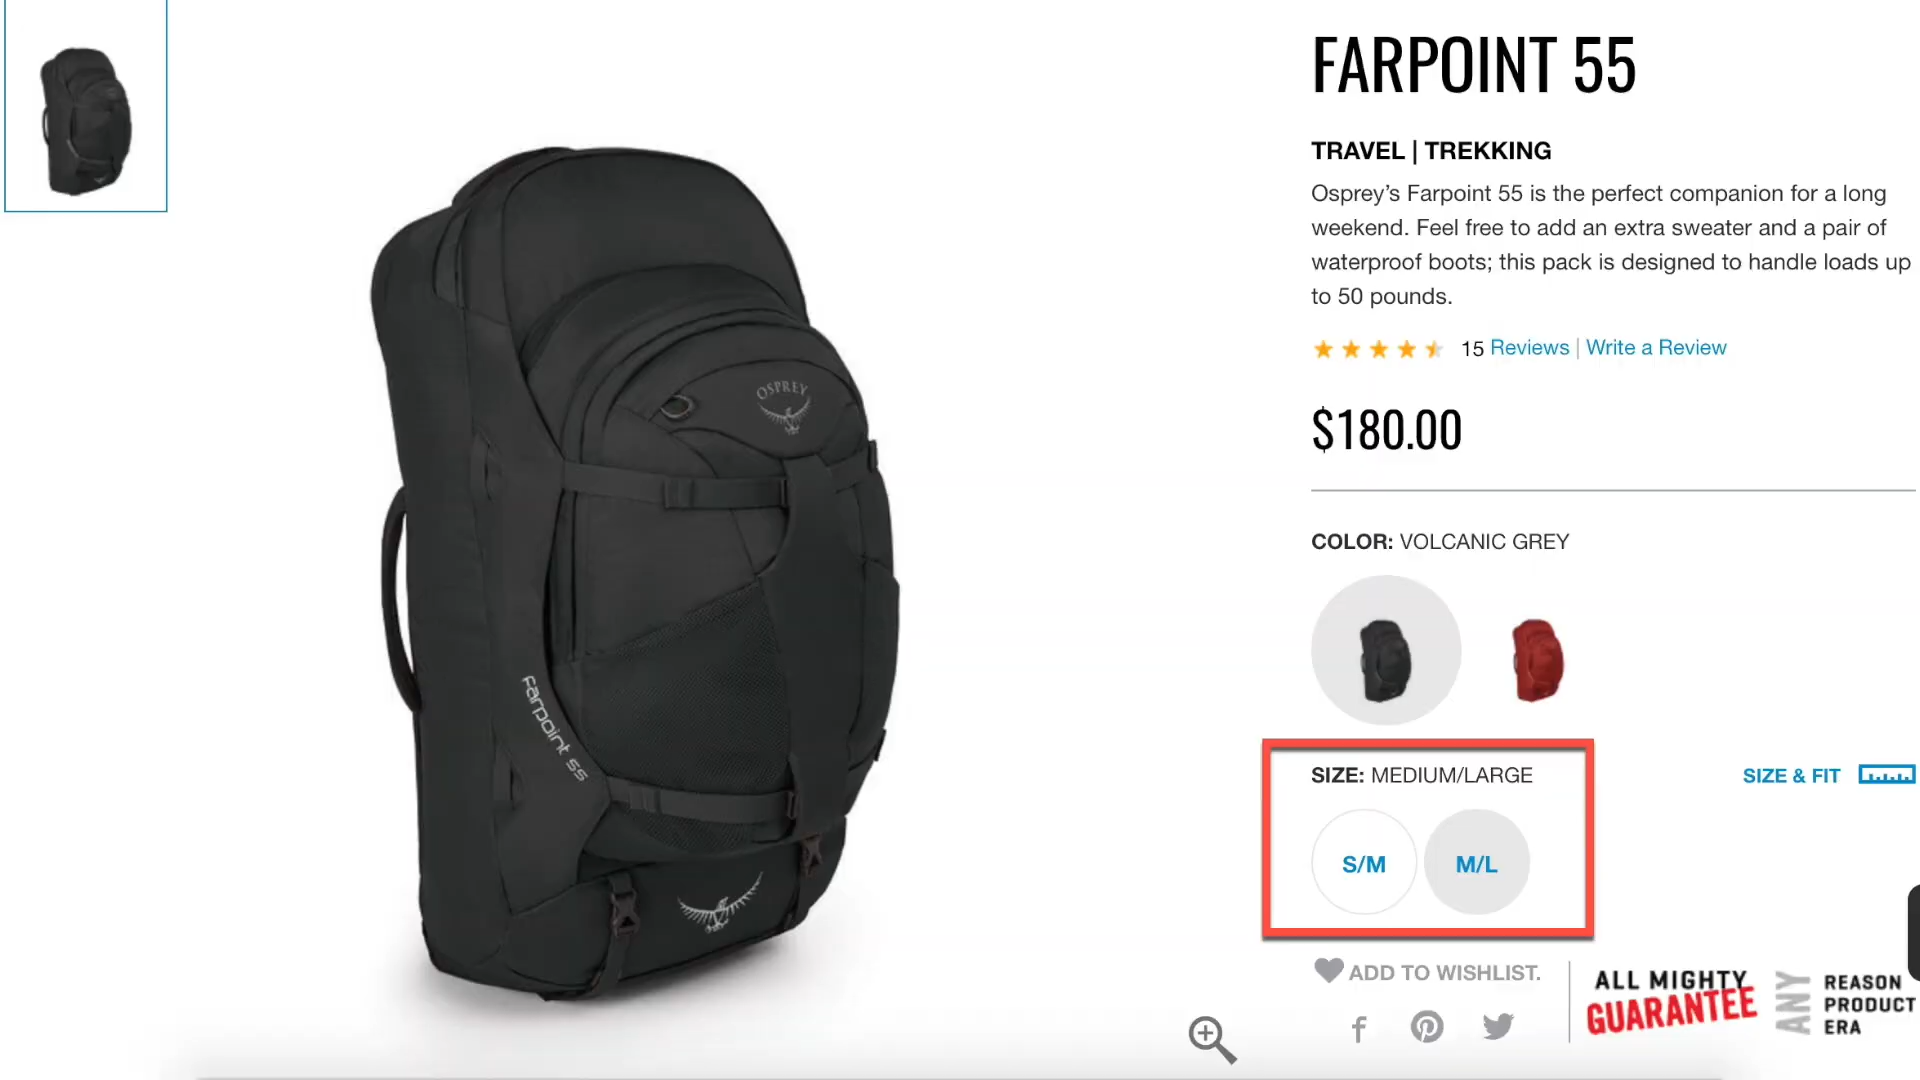 FARPOINT 55
TRAVEL | TREKKING
Osprey’s Farpoint 55 is the perfect companion for a long
weekend. Feel free to add an extra sweater and a pair of
waterproof boots; this pack is designed to handle loads up
to 50 pounds.
15 Reviews | Write a Review
$180.00
COLOR: VOLCANIC GREY
SIZE: MEDIUM/LARGE
SIZE & FIT
S/M
M/L
ADD TO WISHLIST.
ALL MIGHTY
GUARANTEE
ANY
REASON
PRODUCT
ERA
OSPREY
Farpoint 55